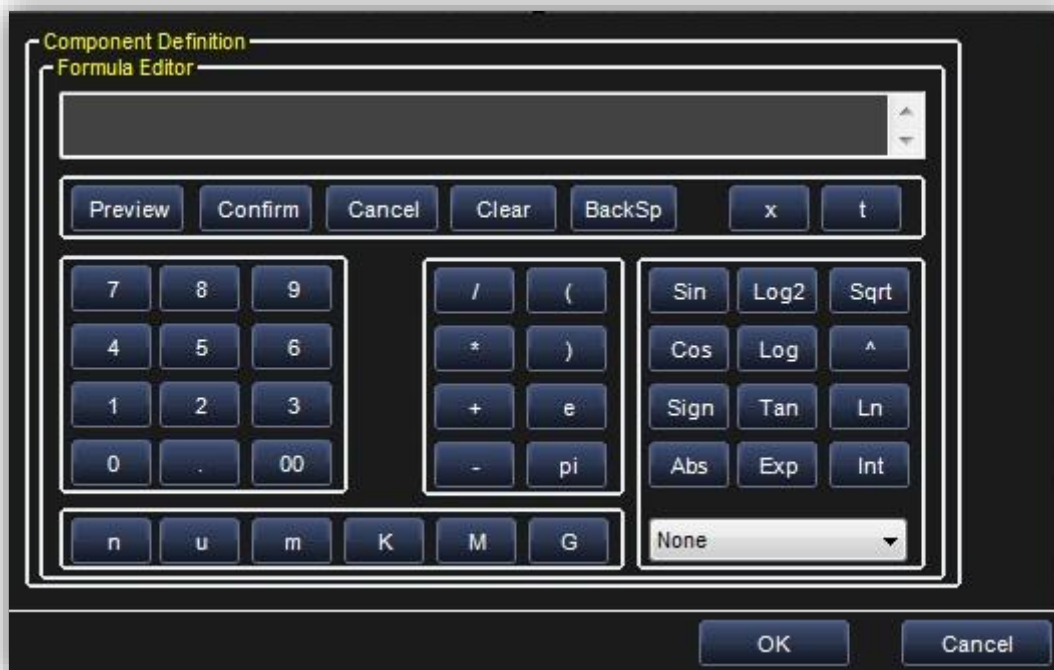 Component Definition
Formula Editor
Preview Confirm Cancel Clear BackSp x t
7 8 9 / ( Sin Log2 Sqrt
4 5 6 * ) Cos Log ^
1 2 3 + e Sign Tan Ln
0 . 00 - pi Abs Exp Int
n u m K M G None
OK Cancel